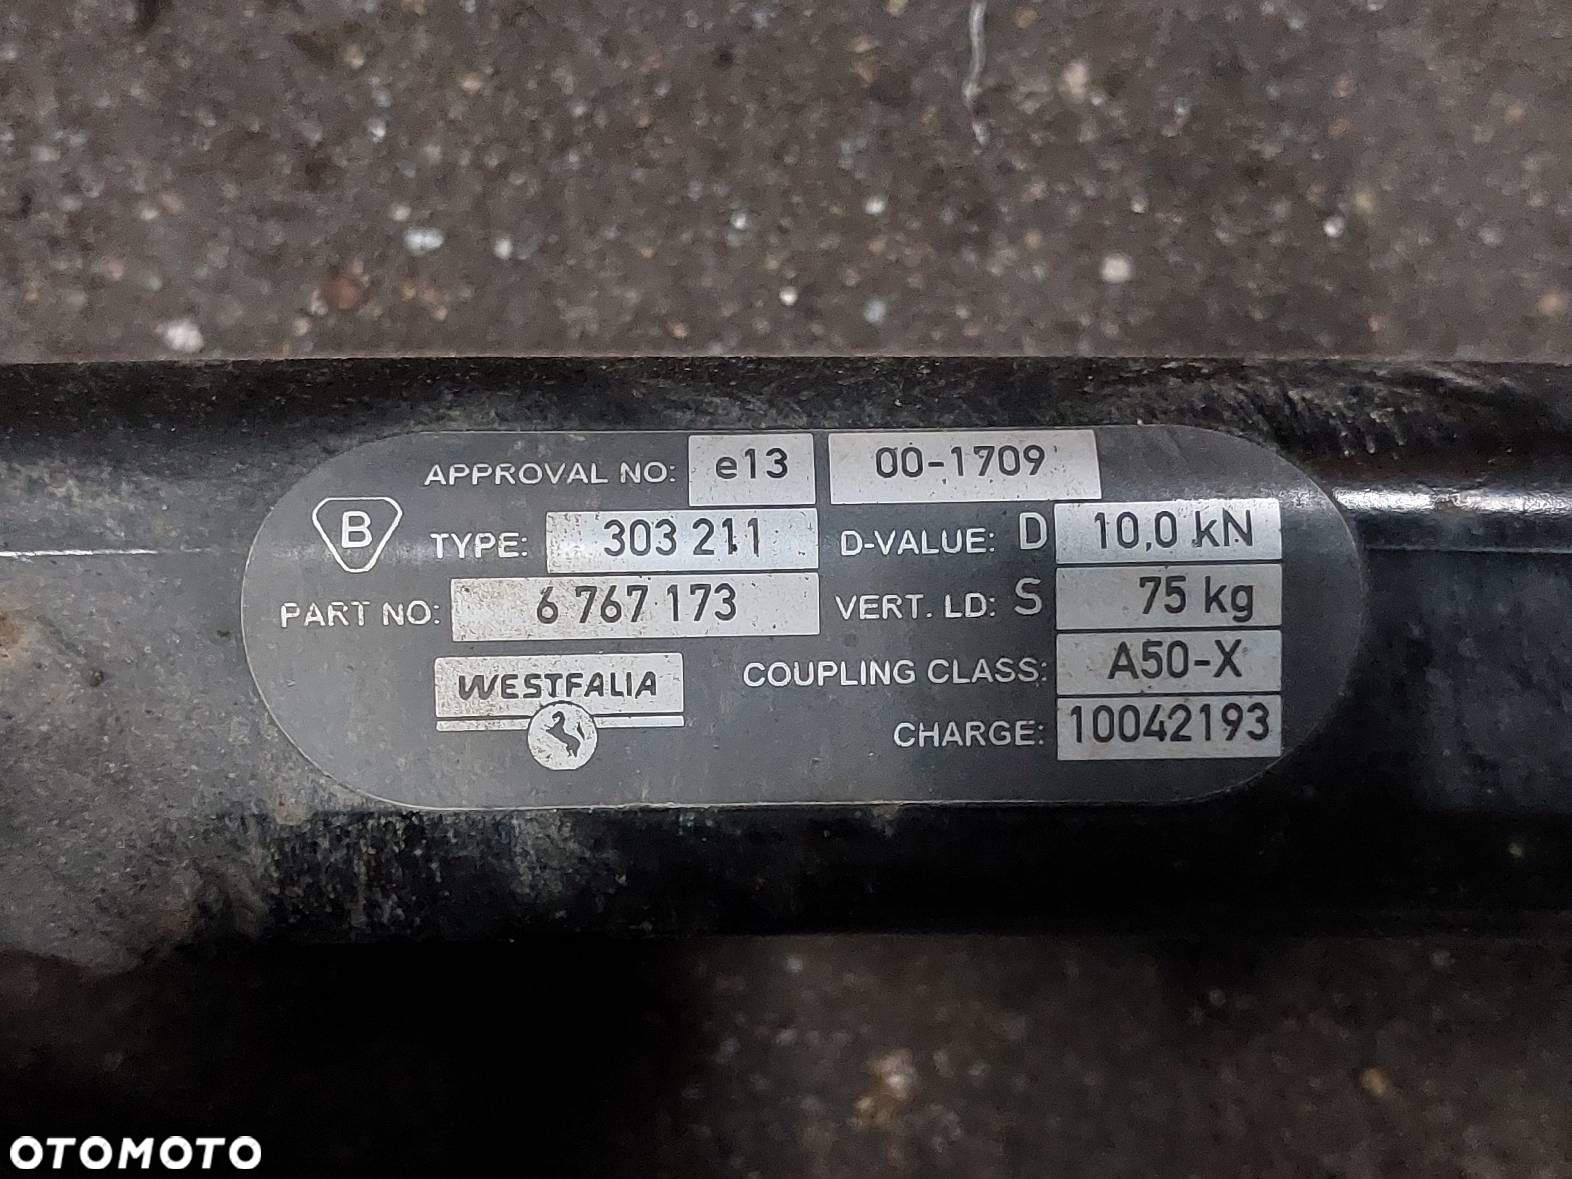 APPROVAL NO: e13 00-1709
B TYPE: 303 211 D-VALUE: D 10,0 kN
PART NO: 6 767 173 VERT. LD: S 75 kg
WESTFALIA COUPLING CLASS: A50-X
CHARGE: 10042193
OTOMOTO